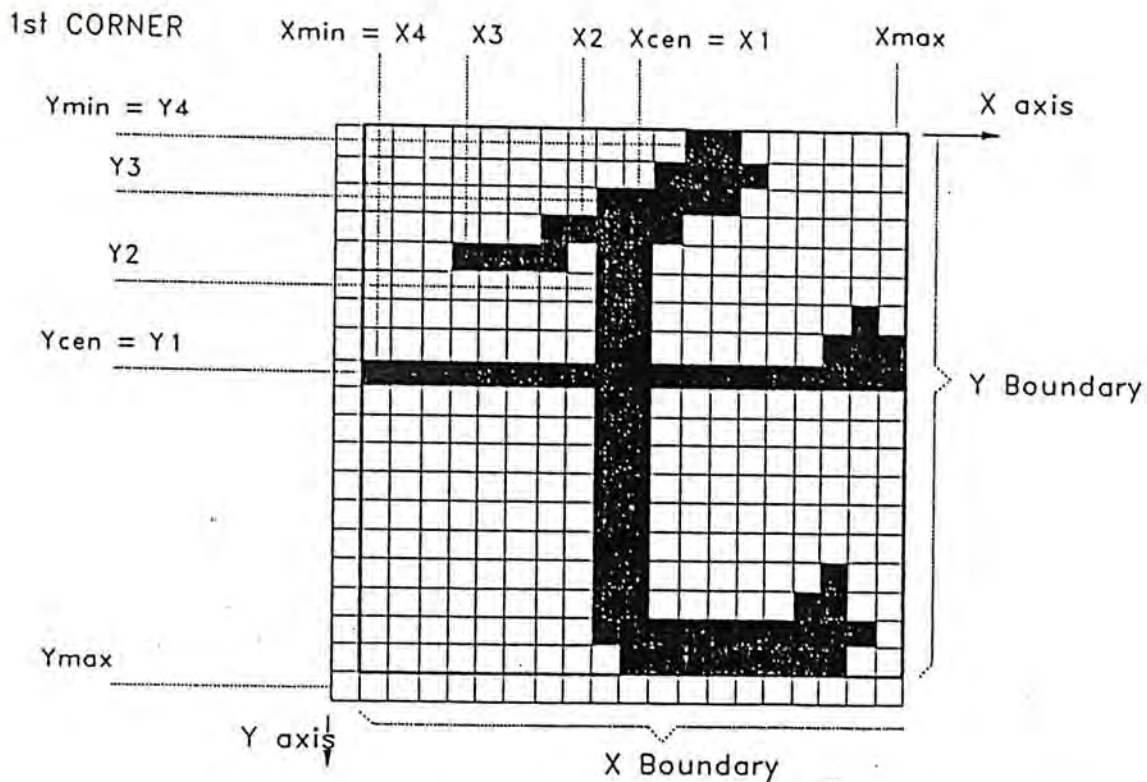 1st CORNER
Xmin = X4 X3 X2 Xcen = X1 Xmax
Ymin = Y4
X axis
Y3
Y2
Ycen = Y1
Y Boundary
Ymax
Y axis
X Boundary